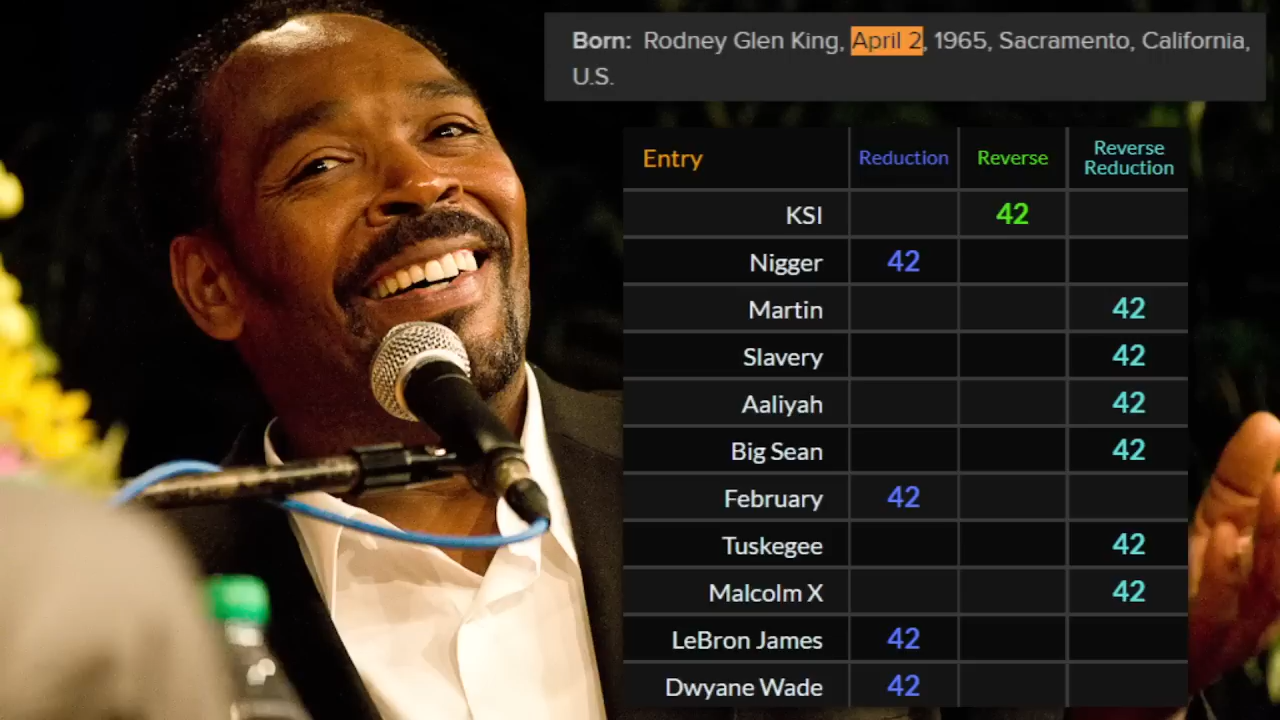 Born: Rodney Glen King, April 2, 1965, Sacramento, California,
U.S.
Entry Reduction Reverse Reverse Reduction
KSI 42
Nigger 42
Martin 42
Slavery 42
Aaliyah 42
Big Sean 42
February 42
Tuskegee 42
Malcolm X 42
LeBron James 42
Dwyane Wade 42